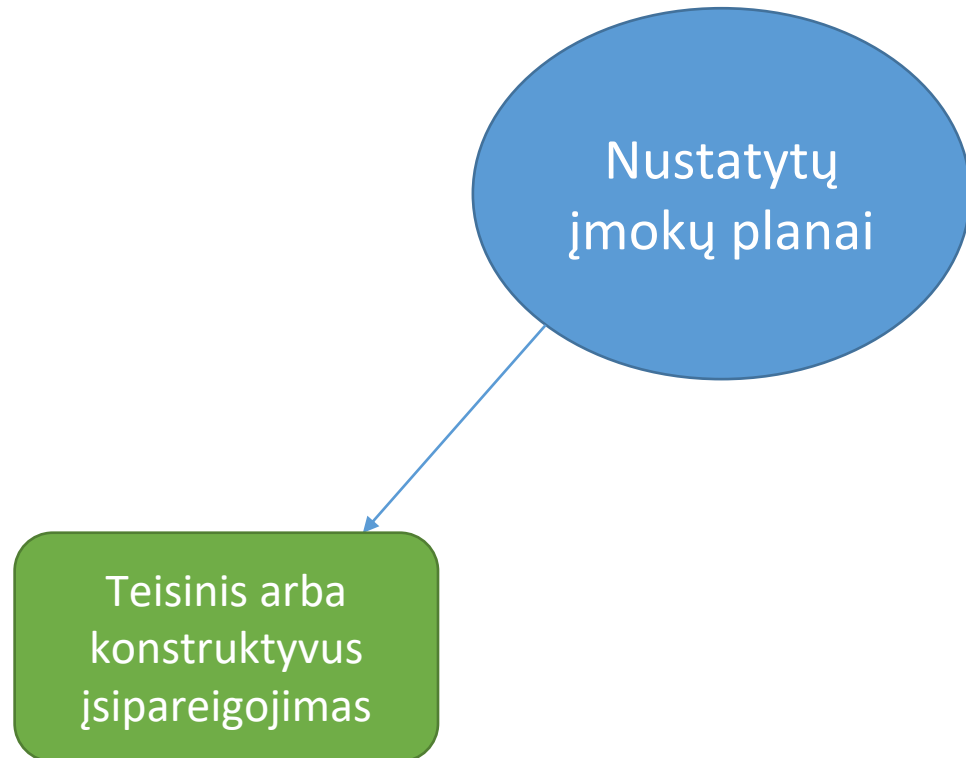 Nustatytų
įmokų planai
Teisinis arba
konstruktyvus
įsipareigojimas